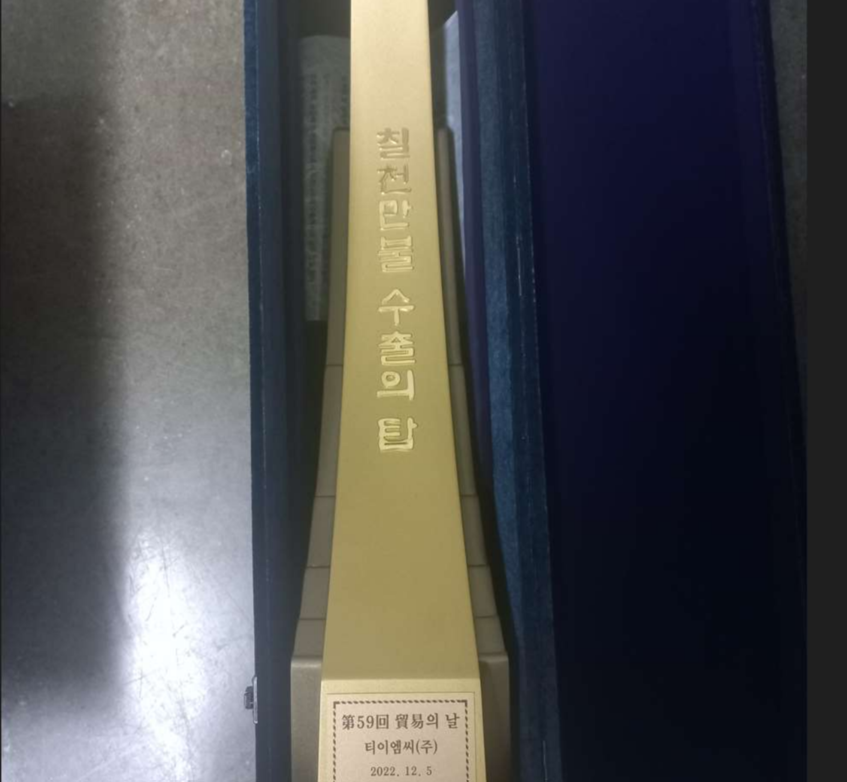 칠천만불 수출의 탑
第59回 貿易의 날
티이엠씨(주)
2022. 12. 5